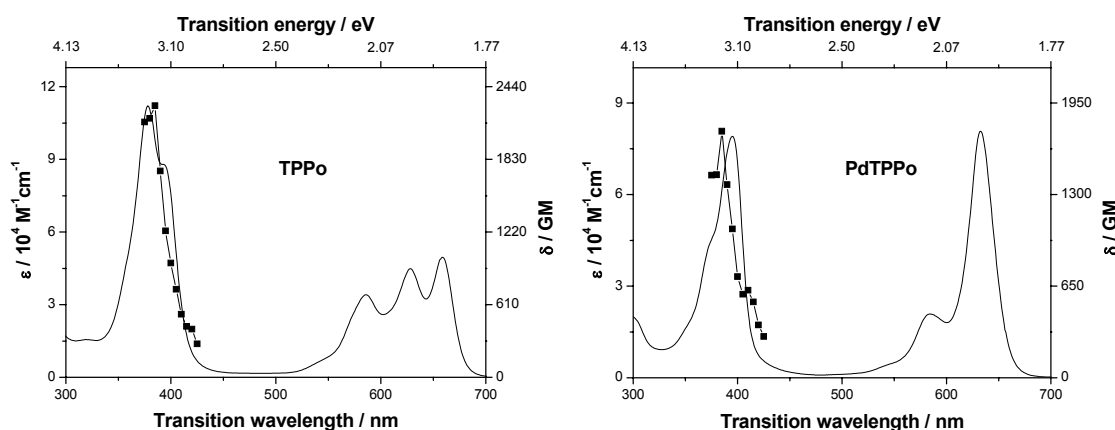 Transition energy / eV
4.13 3.10 2.50 2.07 1.77
12
9
6
3
0
ε / 10⁴ M⁻¹cm⁻¹
TPPo
2440
1830
1220
610
0
δ / GM
300 400 500 600 700
Transition wavelength / nm
Transition energy / eV
4.13 3.10 2.50 2.07 1.77
9
6
3
0
ε / 10⁴ M⁻¹cm⁻¹
PdTPPo
1950
1300
650
0
δ / GM
300 400 500 600 700
Transition wavelength / nm